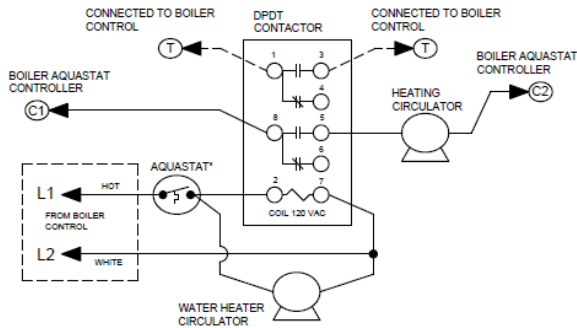 CONNECTED TO BOILER
CONTROL
T
DPDT
CONTACTOR
CONNECTED TO BOILER
CONTROL
T
1
3
4
BOILER AQUASTAT
CONTROLLER
C1
8
5
6
HEATING
CIRCULATOR
BOILER AQUASTAT
CONTROLLER
C2
AQUASTAT*
2
7
COIL 120 VAC
L1
HOT
FROM BOILER
CONTROL
L2
WHITE
WATER HEATER
CIRCULATOR